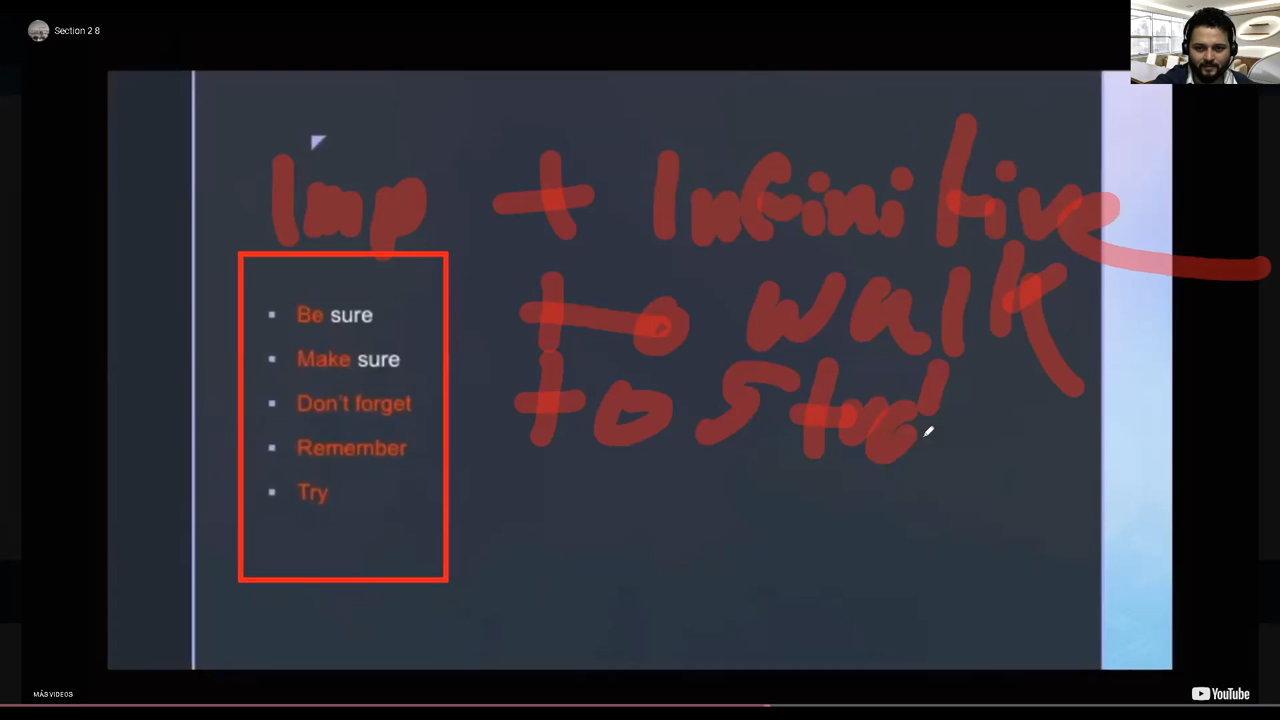 Section 2 8
Imp + Infinitive
Be sure
Make sure
Don't forget
Remember
Try
to walk
to stud
MÁS VIDEOS
YouTube